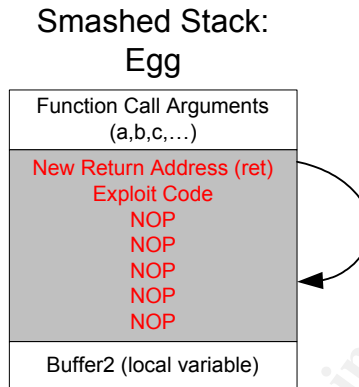 Smashed Stack:
Egg
Function Call Arguments
(a,b,c,…)
New Return Address (ret)
Exploit Code
NOP
NOP
NOP
NOP
NOP
Buffer2 (local variable)